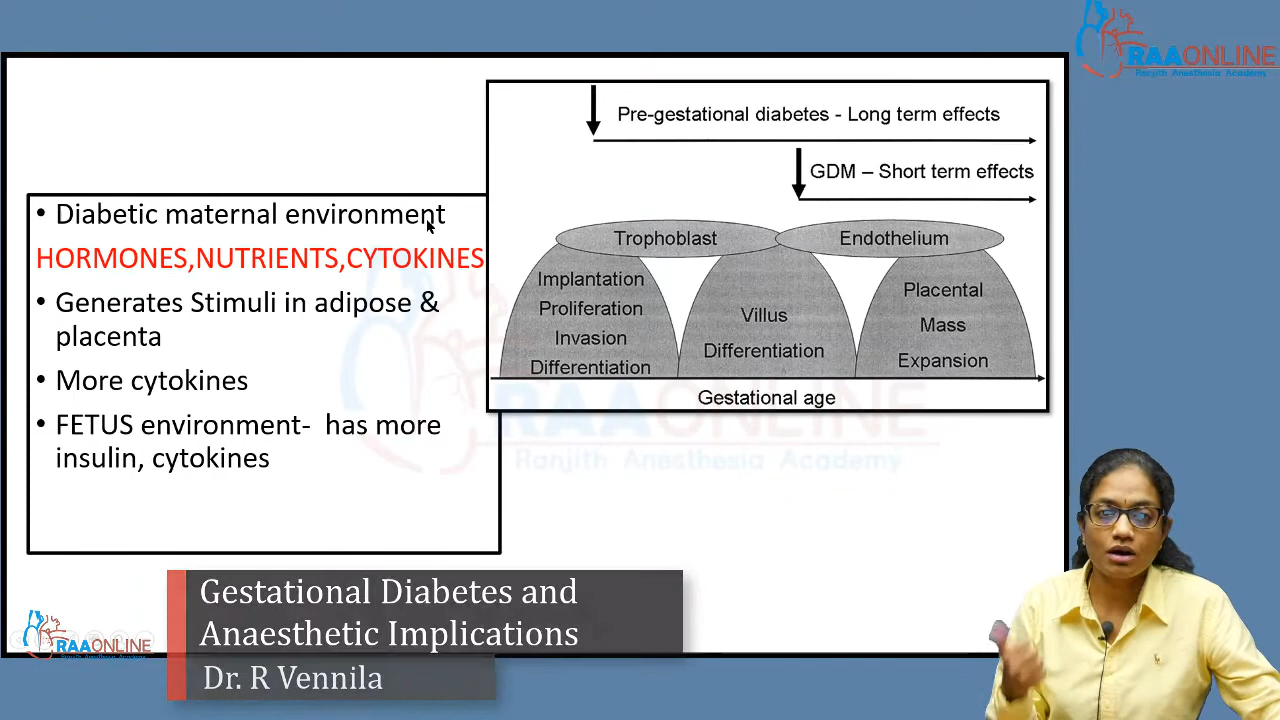 RAAONLINE
Ranjith Anesthesia Academy
Pre-gestational diabetes - Long term effects
GDM – Short term effects
• Diabetic maternal environment
HORMONES,NUTRIENTS,CYTOKINES
• Generates Stimuli in adipose &
placenta
• More cytokines
• FETUS environment- has more
insulin, cytokines
Trophoblast
Endothelium
Implantation
Proliferation
Invasion
Differentiation
Villus
Differentiation
Placental
Mass
Expansion
Gestational age
RAAONLINE
Ranjith Anesthesia Academy
Gestational Diabetes and
Anaesthetic Implications
Dr. R Vennila
RAAONLINE